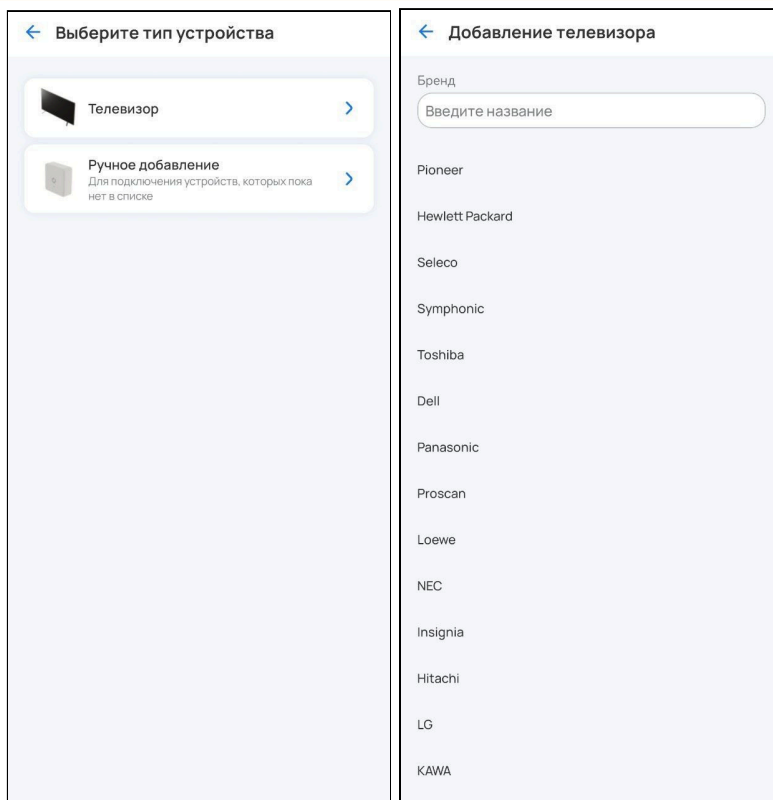 Выберите тип устройства
Телевизор
Ручное добавление
Для подключения устройств, которых пока
нет в списке
Добавление телевизора
Бренд
Введите название
Pioneer
Hewlett Packard
Seleco
Symphonic
Toshiba
Dell
Panasonic
Proscan
Loewe
NEC
Insignia
Hitachi
LG
KAWA